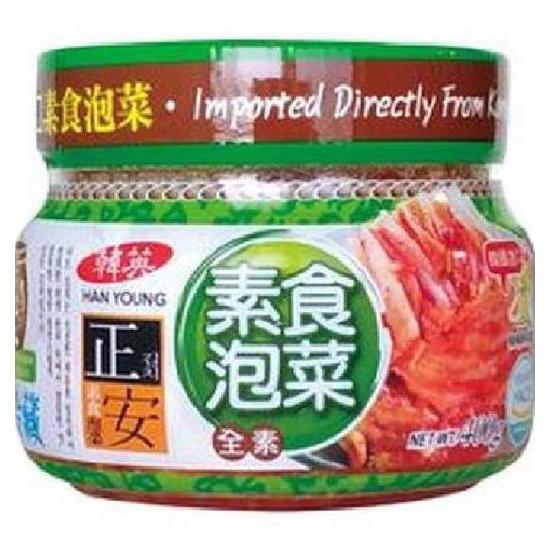 素食泡菜 · Imported Directly From
韓英
HAN YOUNG
正安
素食
泡菜
全素
NET WT. 400g